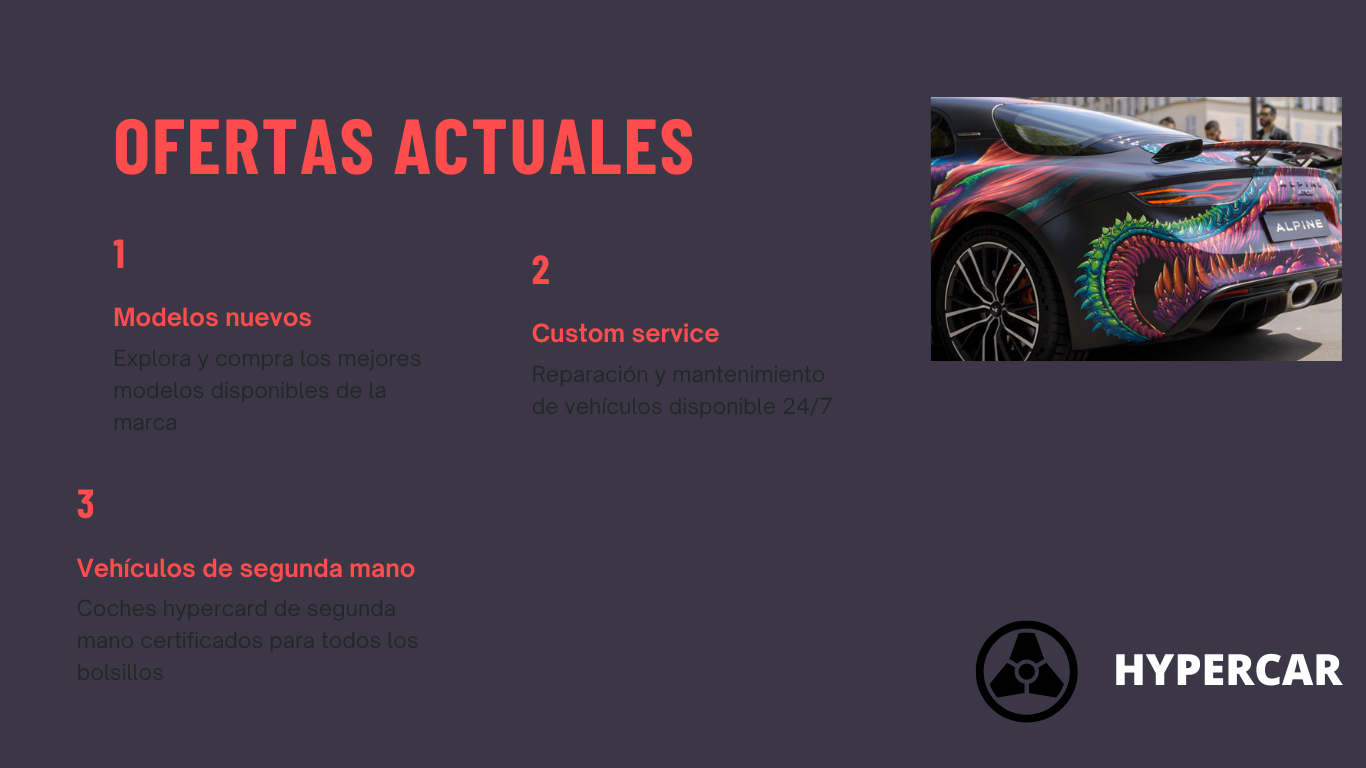 OFERTAS ACTUALES
1
Modelos nuevos
Explora y compra los mejores
modelos disponibles de la
marca
2
Custom service
Reparación y mantenimiento
de vehículos disponible 24/7
3
Vehículos de segunda mano
Coches hypercard de segunda
mano certificados para todos los
bolsillos
ALPINE
ALPINE
HYPERCAR